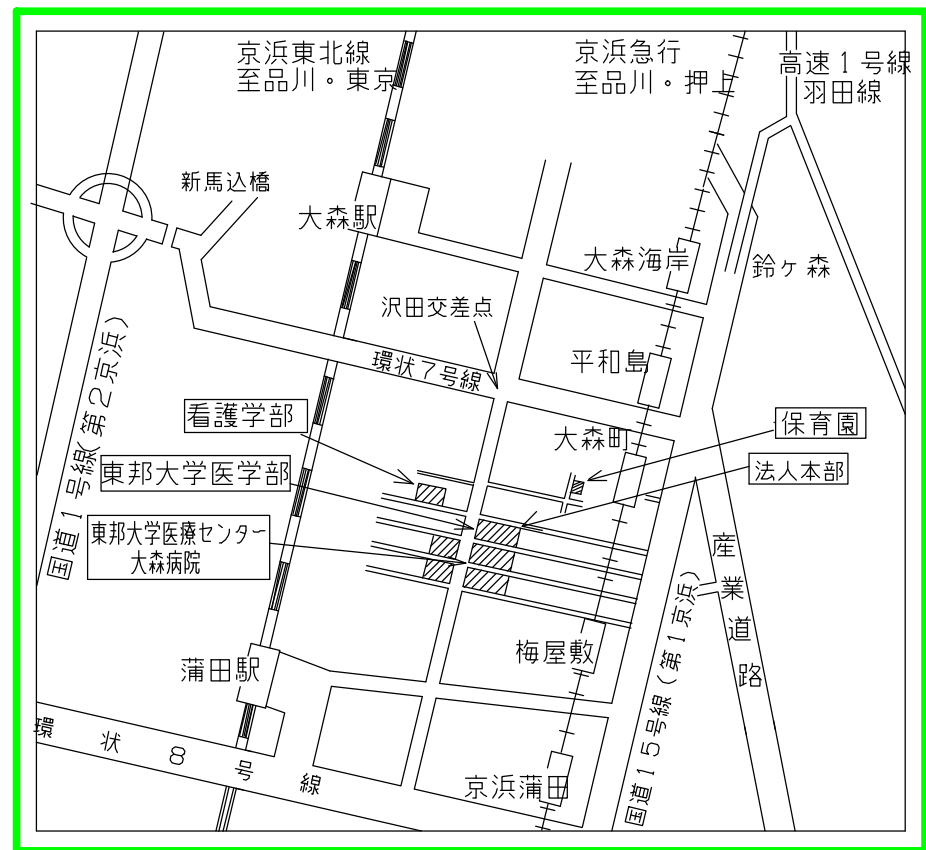 京浜東北線
至品川・東京
京浜急行
至品川・押上
高速1号線
羽田線
新馬込橋
大森駅
大森海岸
鈴ヶ森
沢田交差点
平和島
環状7号線
看護学部
大森町
保育園
東邦大学医学部
法人本部
東邦大学医療センター
大森病院
国道1号線(第2京浜)
産業道路
梅屋敷
蒲田駅
国道15号線(第1京浜)
環状8号線
京浜蒲田